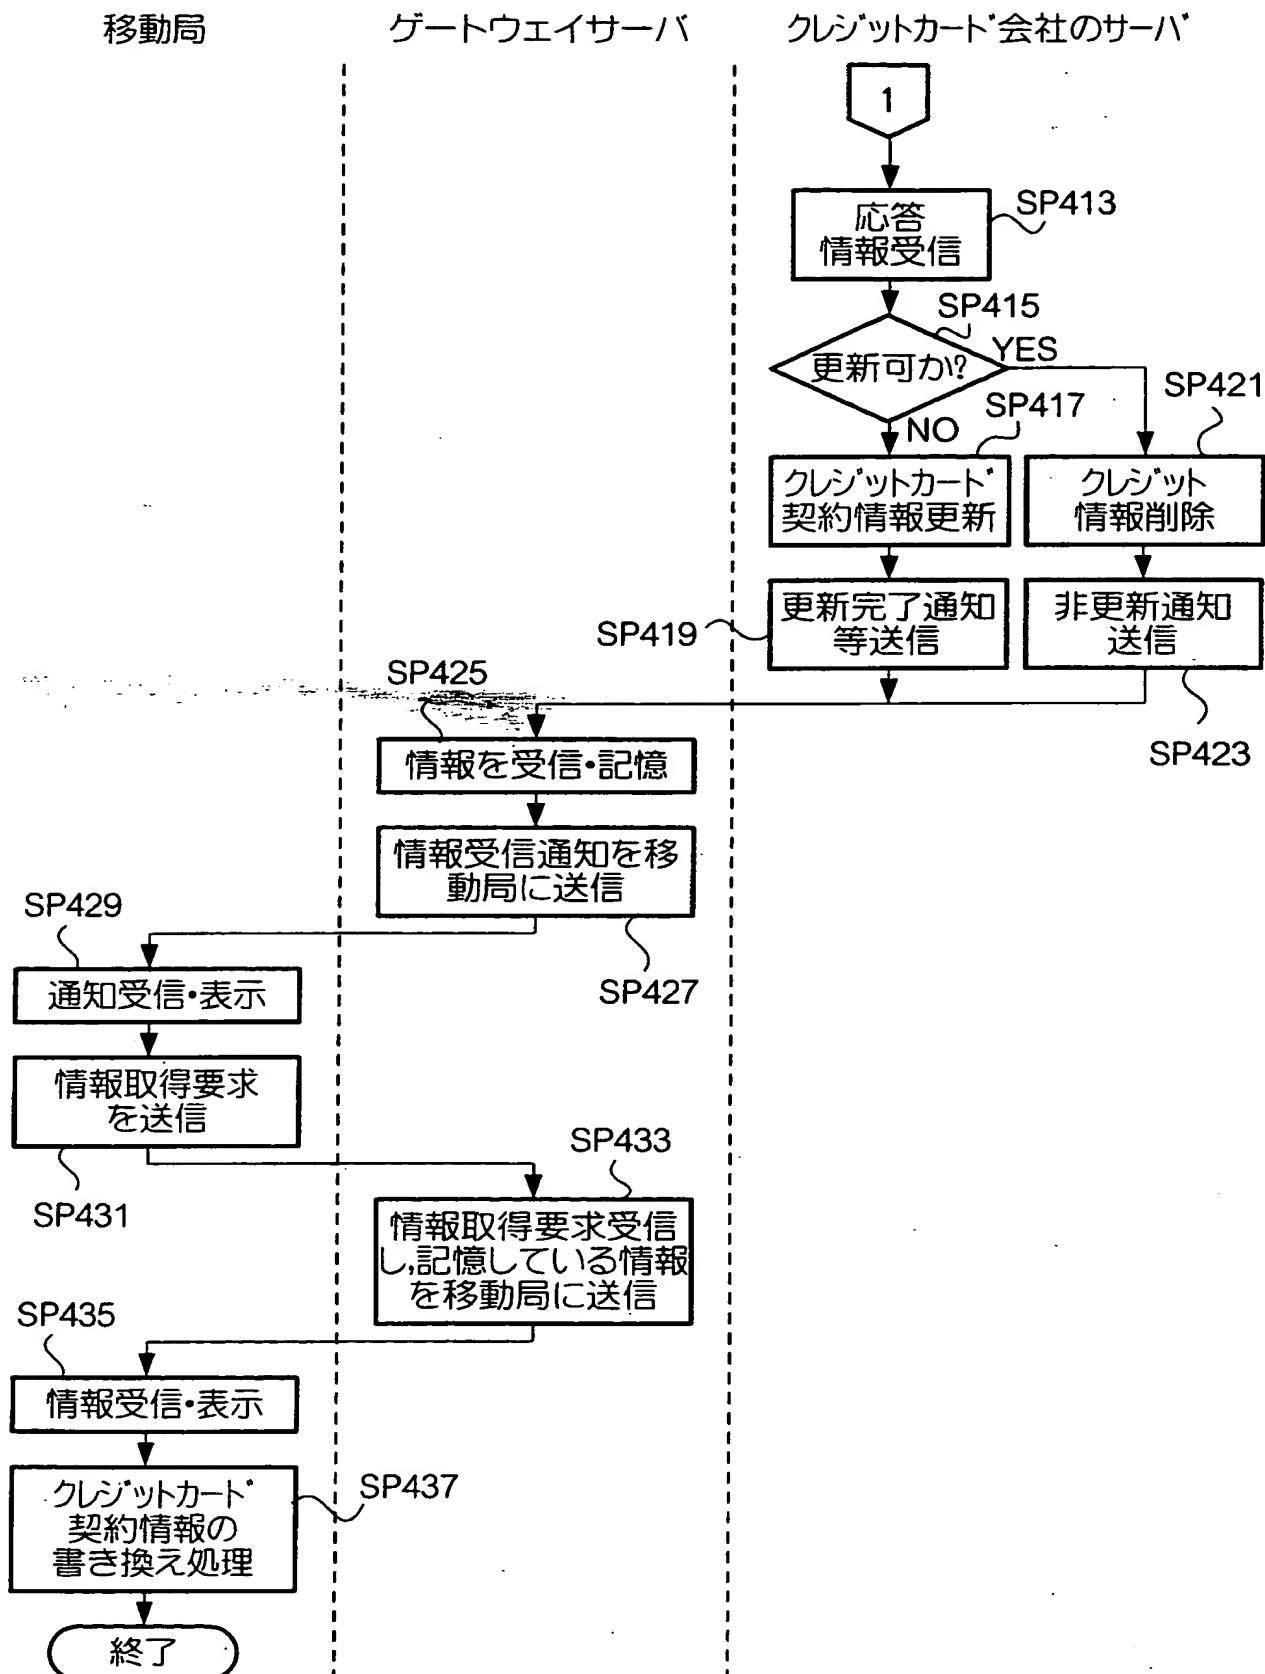 移動局
ゲートウェイサーバ
クレジットカード会社のサーバ
1
応答
情報受信
SP413
SP415
更新可か?
YES
NO
SP417
SP421
クレジットカード
契約情報更新
クレジット
情報削除
更新完了通知
等送信
非更新通知
送信
SP419
SP423
SP425
情報を受信・記憶
情報受信通知を移
動局に送信
SP427
SP429
通知受信・表示
情報取得要求
を送信
SP431
SP433
情報取得要求受信
し,記憶している情報
を移動局に送信
SP435
情報受信・表示
クレジットカード
契約情報の
書き換え処理
SP437
終了